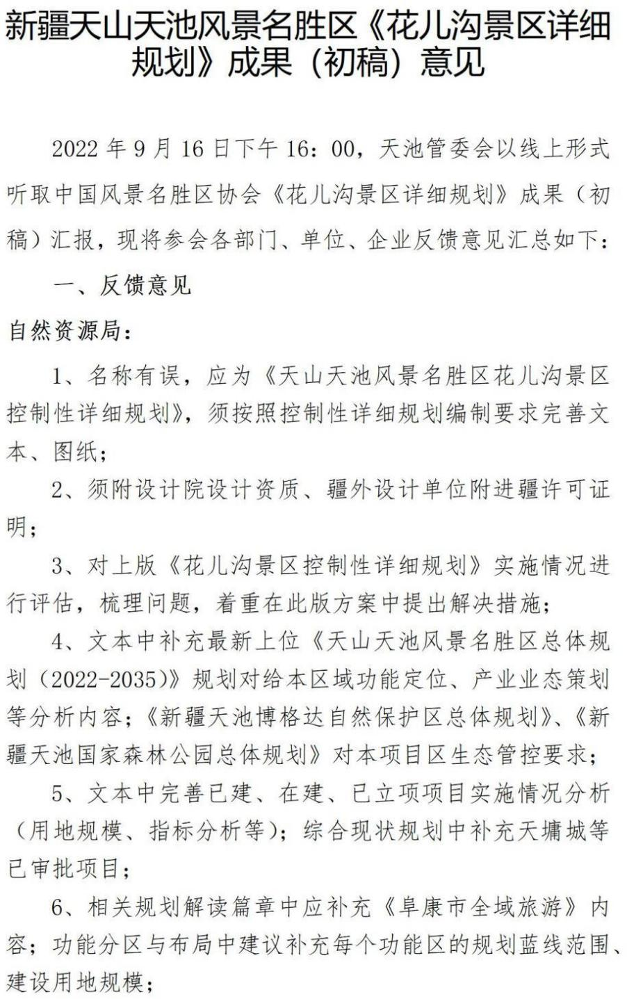 新疆天山天池风景名胜区《花儿沟景区详细
规划》成果（初稿）意见
2022 年 9 月 16 日下午 16：00，天池管委会以线上形式
听取中国风景名胜区协会《花儿沟景区详细规划》成果（初
稿）汇报，现将参会各部门、单位、企业反馈意见汇总如下：
一、反馈意见
自然资源局：
1、名称有误，应为《天山天池风景名胜区花儿沟景区
控制性详细规划》，须按照控制性详细规划编制要求完善文
本、图纸；
2、须附设计院设计资质、疆外设计单位附进疆许可证
明；
3、对上版《花儿沟景区控制性详细规划》实施情况进
行评估，梳理问题，着重在此版方案中提出解决措施；
4、文本中补充最新上位《天山天池风景名胜区总体规
划（2022-2035）》规划对给本区域功能定位、产业业态策划
等分析内容；《新疆天池博格达自然保护区总体规划》、《新
疆天池国家森林公园总体规划》对本项目区生态管控要求；
5、文本中完善已建、在建、已立项项目实施情况分析
（用地规模、指标分析等）；综合现状规划中补充天墉城等
已审批项目；
6、相关规划解读篇章中应补充《阜康市全域旅游》内
容；功能分区与布局中建议补充每个功能区的规划蓝线范围、
建设用地规模；